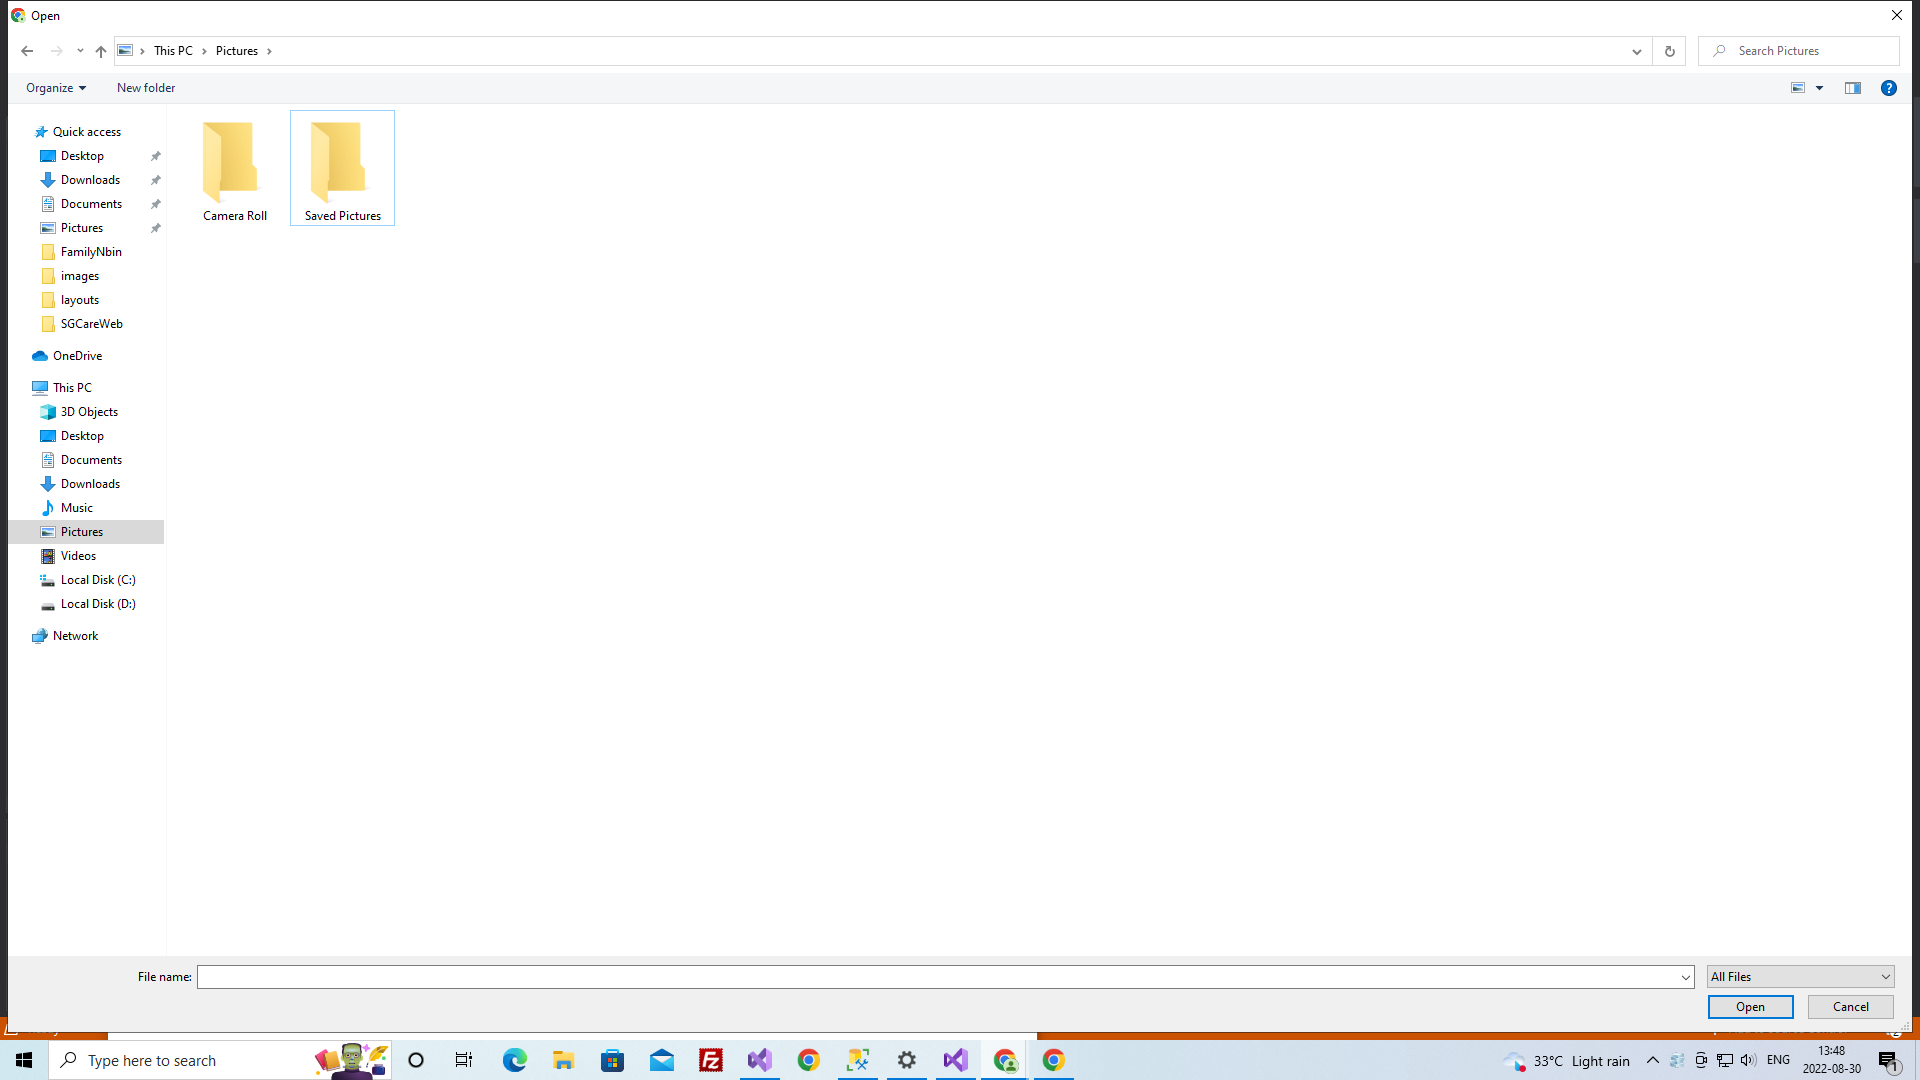 Open
This PC
Pictures
Search Pictures
Organize
New folder
Quick access
Desktop
Downloads
Documents
Pictures
FamilyNbin
images
layouts
SGCareWeb
OneDrive
This PC
3D Objects
Desktop
Documents
Downloads
Music
Pictures
Videos
Local Disk (C:)
Local Disk (D:)
Network
Camera Roll
Saved Pictures
File name:
All Files
Open
Cancel
Type here to search
33°C Light rain
ENG
13:48
2022-08-30
1